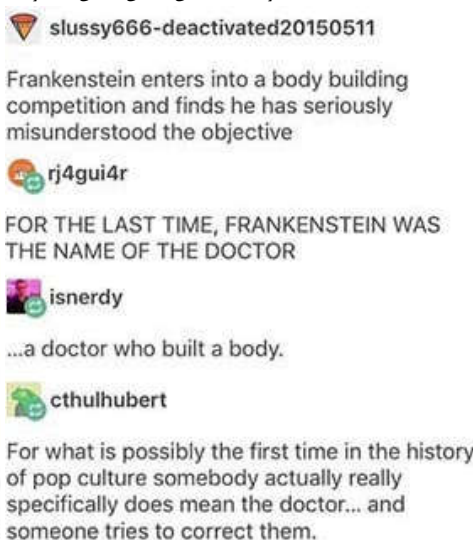 slussy666-deactivated20150511
Frankenstein enters into a body building
competition and finds he has seriously
misunderstood the objective
rj4gui4r
FOR THE LAST TIME, FRANKENSTEIN WAS
THE NAME OF THE DOCTOR
isnerdy
...a doctor who built a body.
cthulhubert
For what is possibly the first time in the history
of pop culture somebody actually really
specifically does mean the doctor... and
someone tries to correct them.